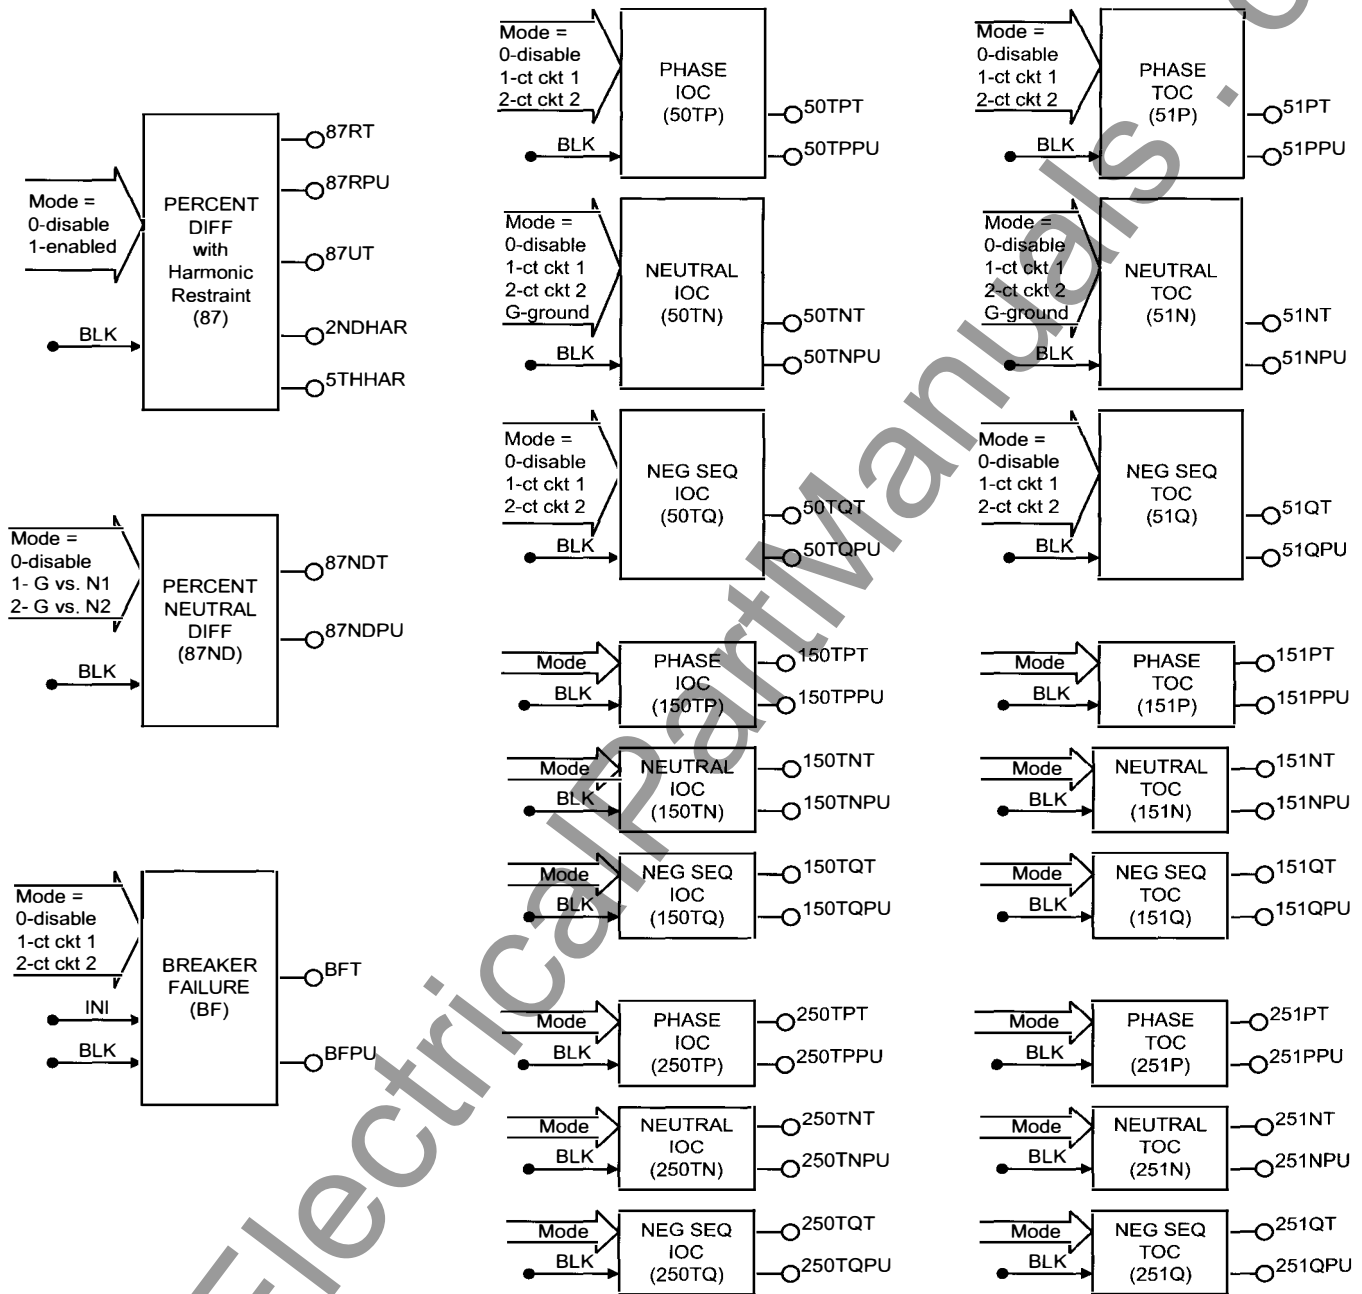 Mode =
0-disable
1-enabled
BLK
PERCENT
DIFF
with
Harmonic
Restraint
(87)
87RT
87RPU
87UT
2NDHAR
5THHAR
Mode =
0-disable
1- G vs. N1
2- G vs. N2
BLK
PERCENT
NEUTRAL
DIFF
(87ND)
87NDT
87NDPU
Mode =
0-disable
1-ct ckt 1
2-ct ckt 2
INI
BLK
BREAKER
FAILURE
(BF)
BFT
BFPU
Mode =
0-disable
1-ct ckt 1
2-ct ckt 2
BLK
PHASE
IOC
(50TP)
50TPT
50TPPU
Mode =
0-disable
1-ct ckt 1
2-ct ckt 2
G-ground
BLK
NEUTRAL
IOC
(50TN)
50TNT
50TNPU
Mode =
0-disable
1-ct ckt 1
2-ct ckt 2
BLK
NEG SEQ
IOC
(50TQ)
50TQT
50TQPU
Mode
BLK
PHASE
IOC
(150TP)
150TPT
150TPPU
Mode
BLK
NEUTRAL
IOC
(150TN)
150TNT
150TNPU
Mode
BLK
NEG SEQ
IOC
(150TQ)
150TQT
150TQPU
Mode
BLK
PHASE
IOC
(250TP)
250TPT
250TPPU
Mode
BLK
NEUTRAL
IOC
(250TN)
250TNT
250TNPU
Mode
BLK
NEG SEQ
IOC
(250TQ)
250TQT
250TQPU
Mode =
0-disable
1-ct ckt 1
2-ct ckt 2
BLK
PHASE
TOC
(51P)
51PT
51PPU
Mode =
0-disable
1-ct ckt 1
2-ct ckt 2
G-ground
BLK
NEUTRAL
TOC
(51N)
51NT
51NPU
Mode =
0-disable
1-ct ckt 1
2-ct ckt 2
BLK
NEG SEQ
TOC
(51Q)
51QT
51QPU
Mode
BLK
PHASE
TOC
(151P)
151PT
151PPU
Mode
BLK
NEUTRAL
TOC
(151N)
151NT
151NPU
Mode
BLK
NEG SEQ
TOC
(151Q)
151QT
151QPU
Mode
BLK
PHASE
TOC
(251P)
251PT
251PPU
Mode
BLK
NEUTRAL
TOC
(251N)
251NT
251NPU
Mode
BLK
NEG SEQ
TOC
(251Q)
251QT
251QPU
ElectricalPartManuals .